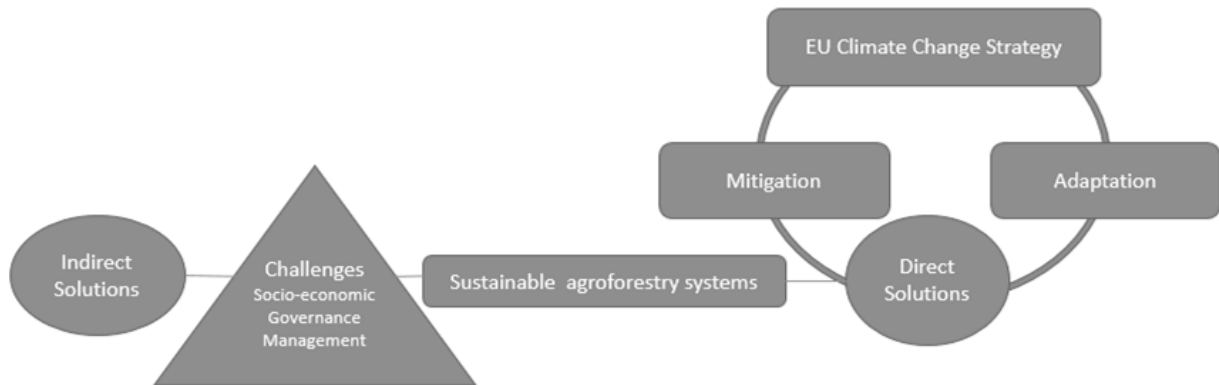 EU Climate Change Strategy
Mitigation
Adaptation
Indirect
Solutions
Challenges
Socio-economic
Governance
Management
Sustainable agroforestry systems
Direct
Solutions